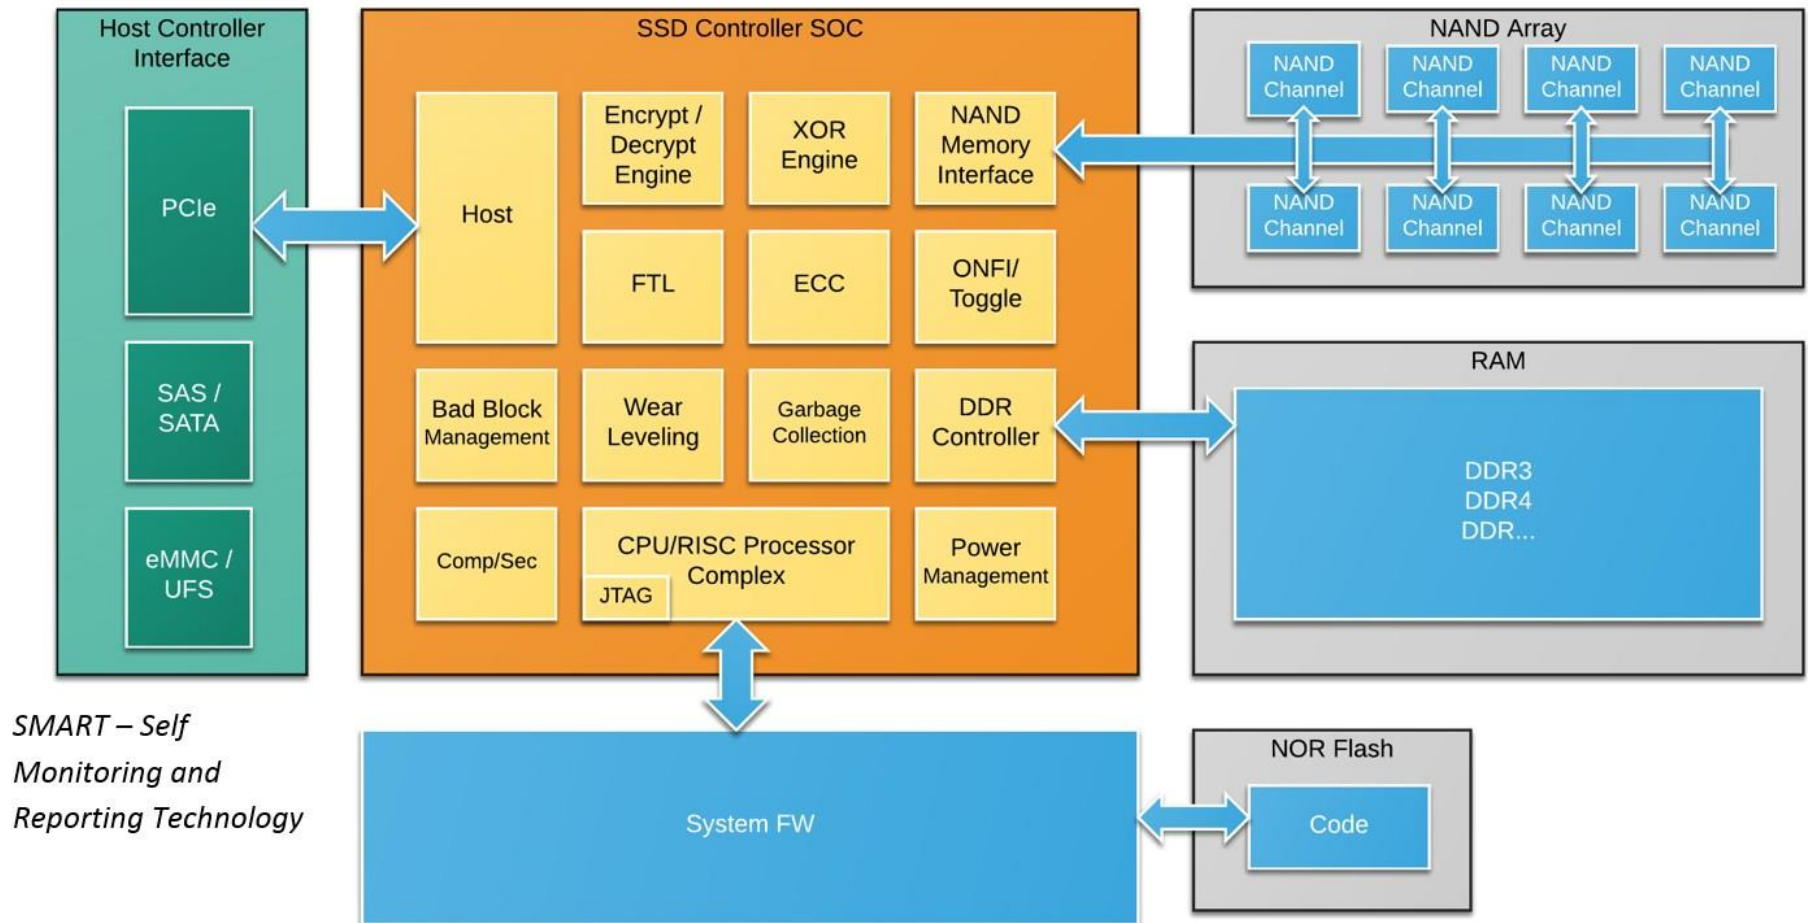 Host Controller
Interface
PCIe
SAS /
SATA
eMMC /
UFS
SSD Controller SOC
Host
Encrypt /
Decrypt
Engine
XOR
Engine
NAND
Memory
Interface
FTL
ECC
ONFI/
Toggle
Bad Block
Management
Wear
Leveling
Garbage
Collection
DDR
Controller
Comp/Sec
CPU/RISC Processor
Complex
JTAG
Power
Management
NAND Array
NAND
Channel
NAND
Channel
NAND
Channel
NAND
Channel
NAND
Channel
NAND
Channel
NAND
Channel
NAND
Channel
RAM
DDR3
DDR4
DDR...
SMART – Self
Monitoring and
Reporting Technology
System FW
NOR Flash
Code